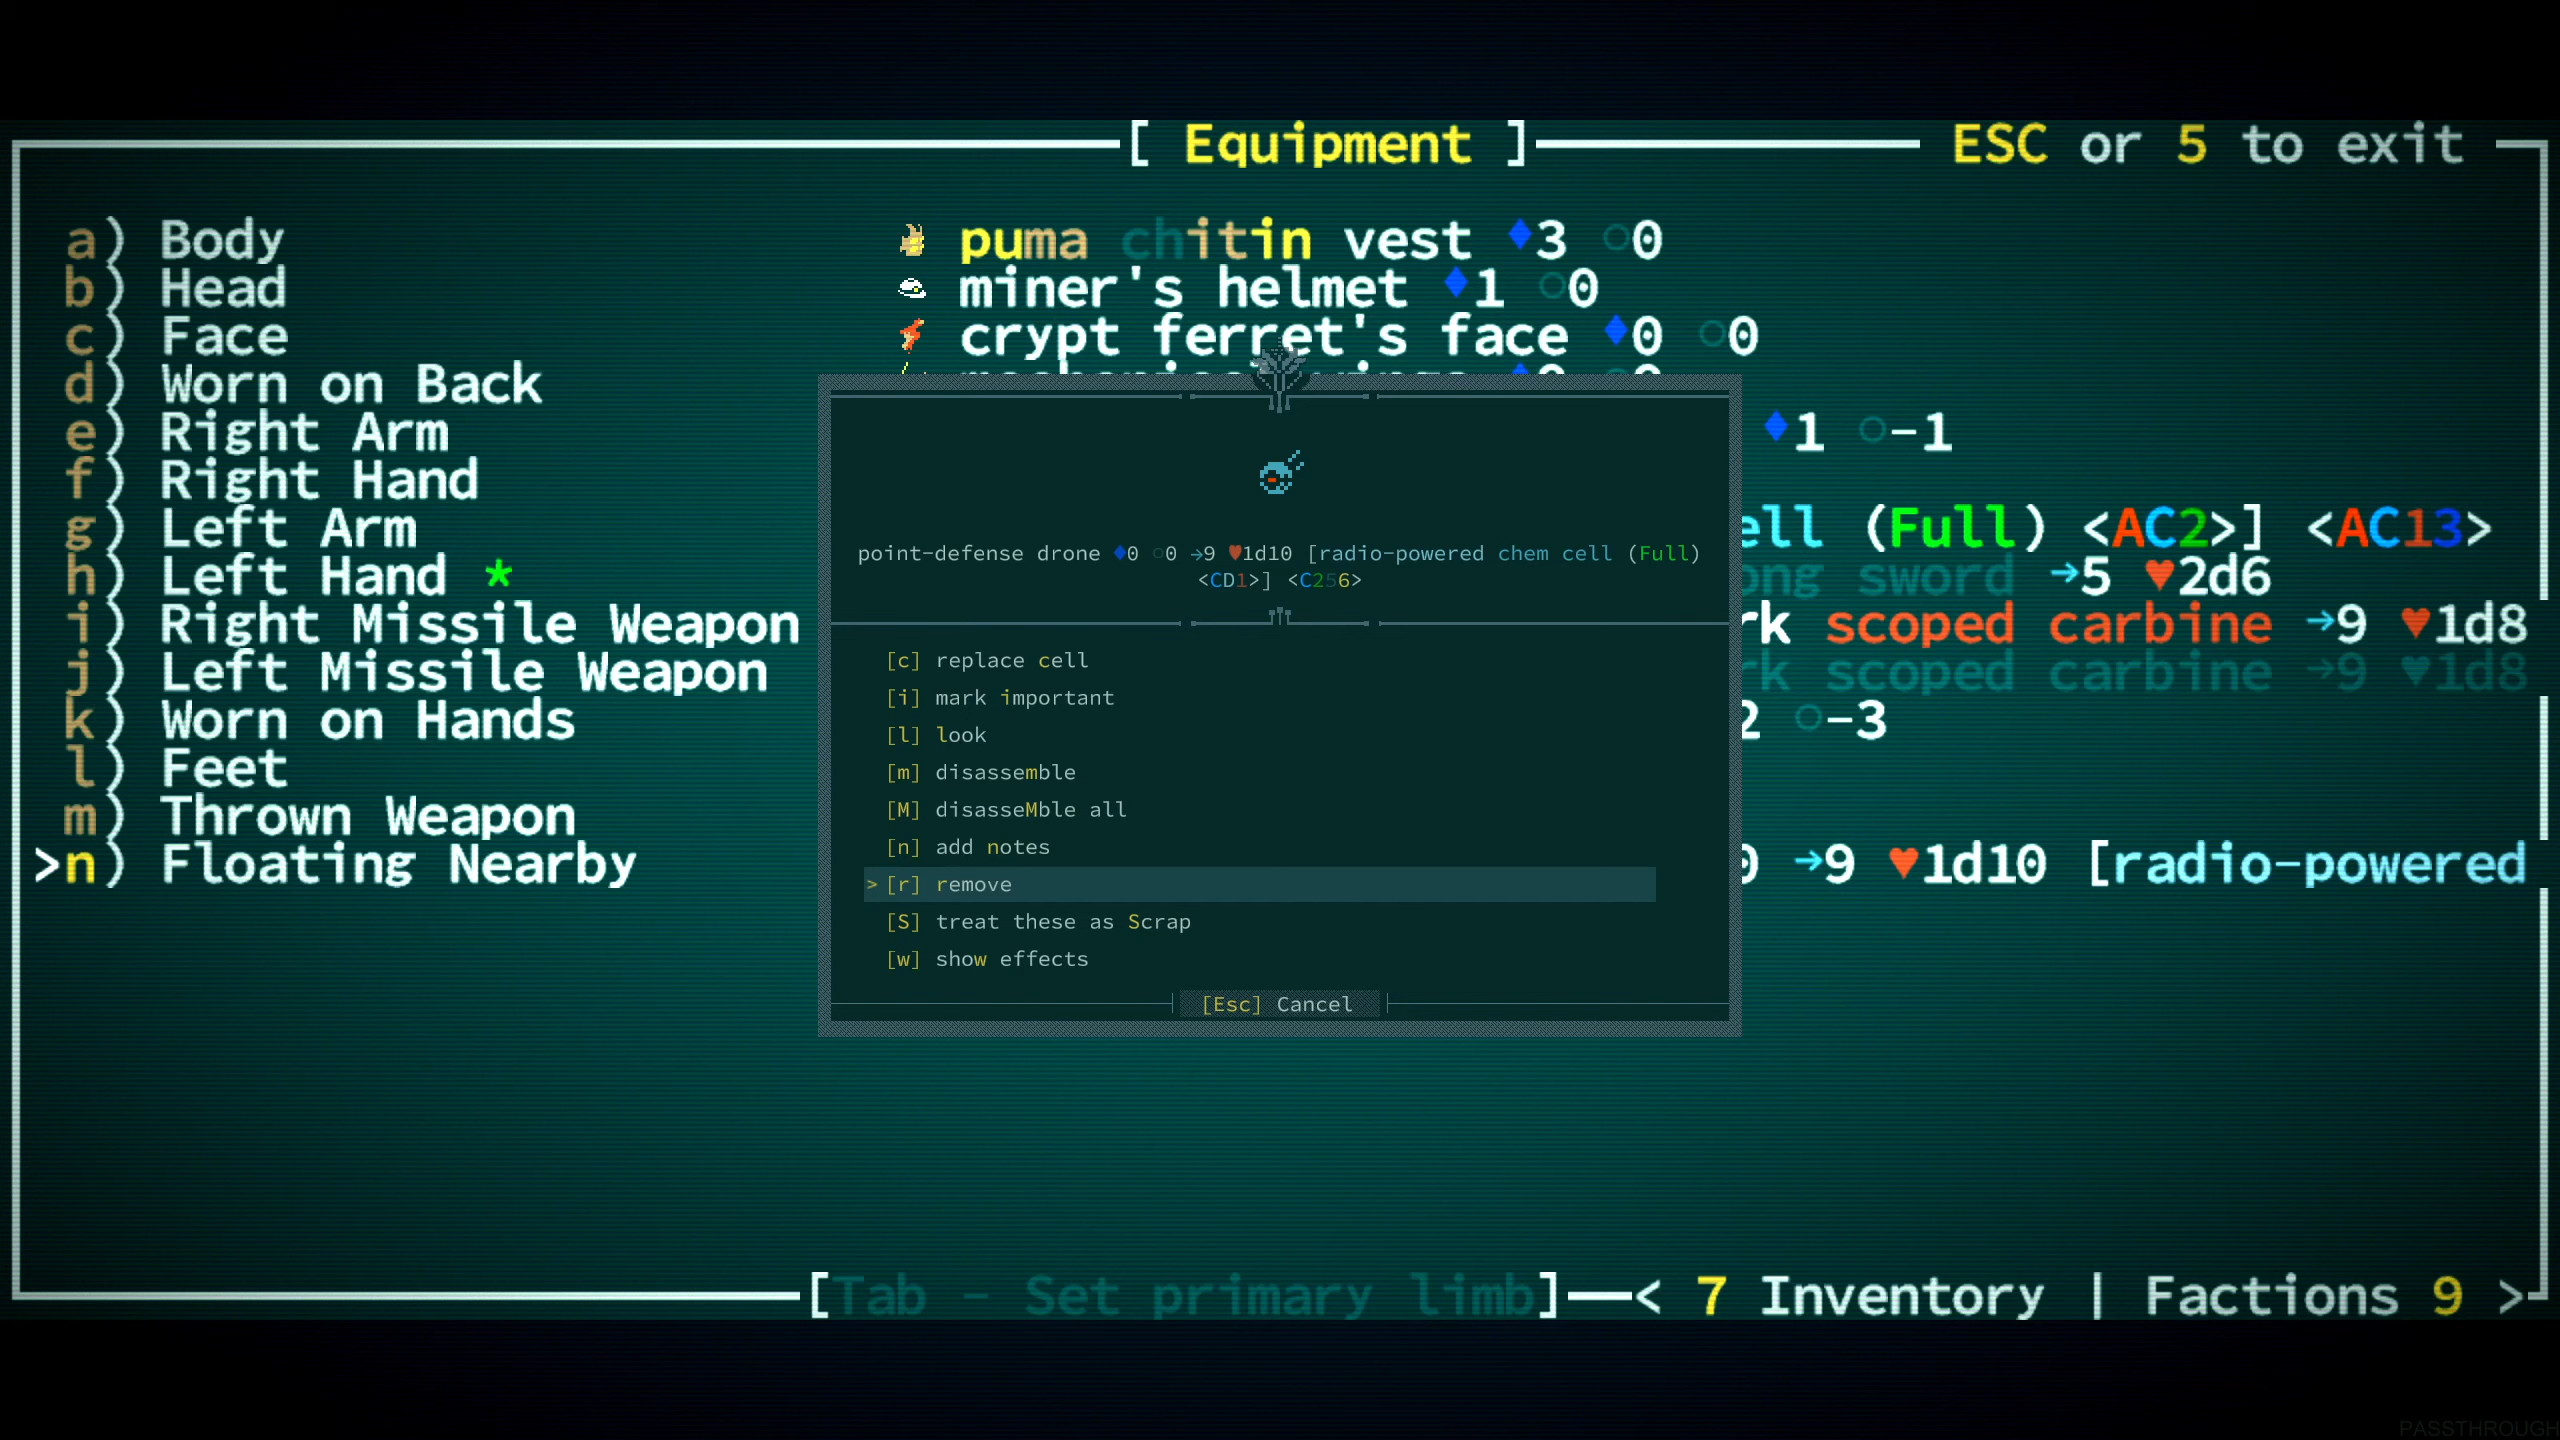 [ Equipment ] ESC or 5 to exit
a) Body puma chitin vest ♦3 ○0
b) Head miner's helmet ♦1 ○0
c) Face crypt ferret's face ♦0 ○0
d) Worn on Back
e) Right Arm ♦1 ○-1
f) Right Hand
g) Left Arm ell (Full) <AC2>] <AC13>
h) Left Hand * ong sword →5 ♥2d6
i) Right Missile Weapon rk scoped carbine →9 ♥1d8
j) Left Missile Weapon rk scoped carbine →9 ♥1d8
k) Worn on Hands 2 ○-3
l) Feet
m) Thrown Weapon
>n) Floating Nearby 0 →9 ♥1d10 [radio-powered
point-defense drone ♦0 ○0 →9 ♥1d10 [radio-powered chem cell (Full)
<CD1>] <C256>
[c] replace cell
[i] mark important
[l] look
[m] disassemble
[M] disasseMble all
[n] add notes
> [r] remove
[S] treat these as Scrap
[w] show effects
[Esc] Cancel
[Tab - Set primary limb] < 7 Inventory | Factions 9 >
PASSTHROUGH